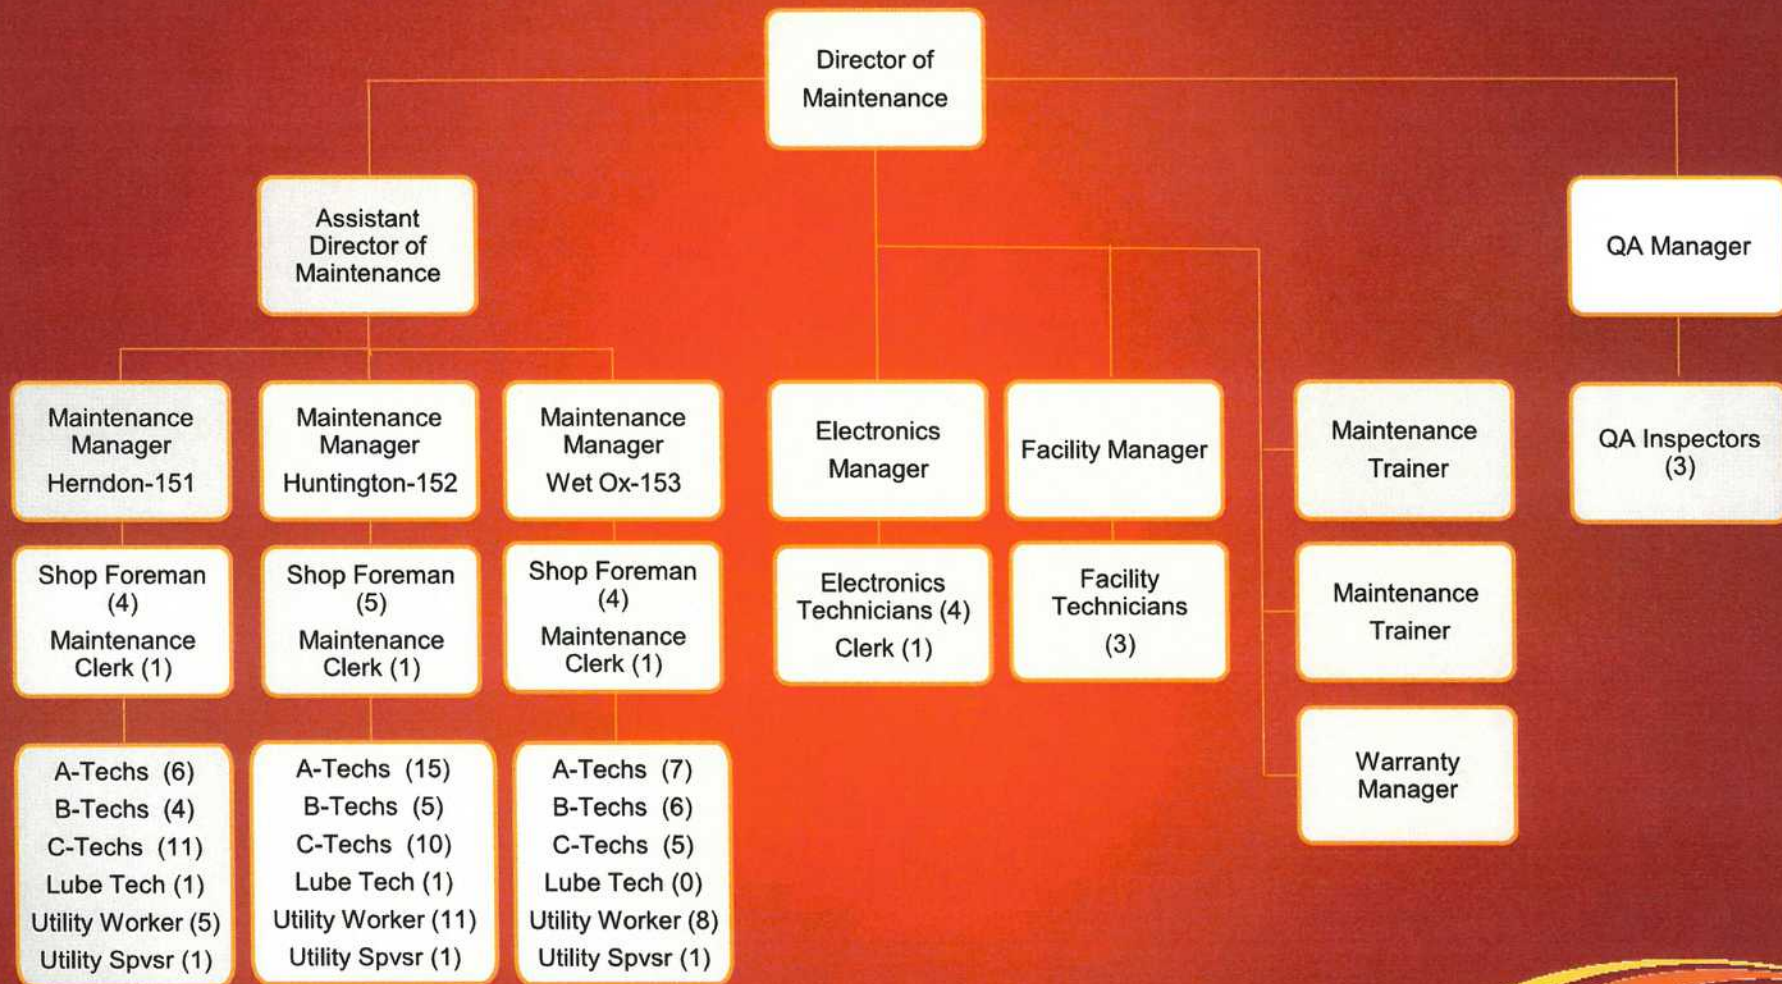 Director of
Maintenance
Assistant
Director of
Maintenance
QA Manager
Maintenance
Manager
Herndon-151
Maintenance
Manager
Huntington-152
Maintenance
Manager
Wet Ox-153
Electronics
Manager
Facility Manager
Maintenance
Trainer
QA Inspectors
(3)
Shop Foreman
(4)
Maintenance
Clerk (1)
Shop Foreman
(5)
Maintenance
Clerk (1)
Shop Foreman
(4)
Maintenance
Clerk (1)
Electronics
Technicians (4)
Clerk (1)
Facility
Technicians
(3)
Maintenance
Trainer
Warranty
Manager
A-Techs (6)
B-Techs (4)
C-Techs (11)
Lube Tech (1)
Utility Worker (5)
Utility Spvsr (1)
A-Techs (15)
B-Techs (5)
C-Techs (10)
Lube Tech (1)
Utility Worker (11)
Utility Spvsr (1)
A-Techs (7)
B-Techs (6)
C-Techs (5)
Lube Tech (0)
Utility Worker (8)
Utility Spvsr (1)